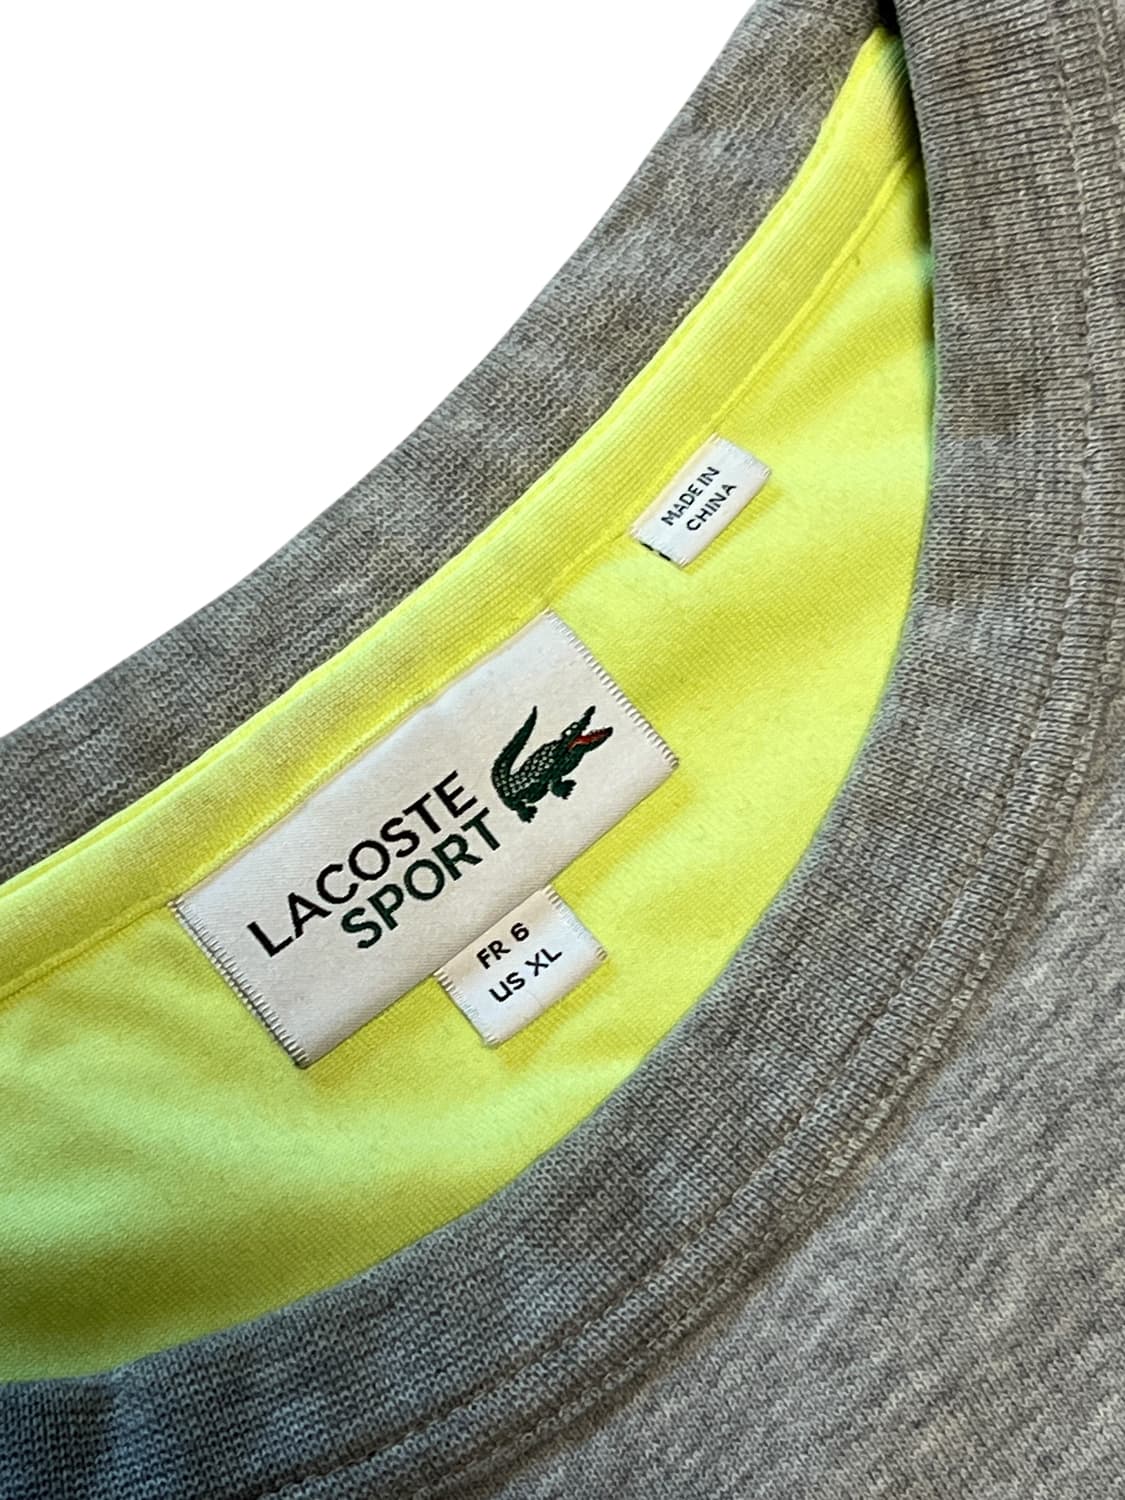 MADE IN
CHINA
LACOSTE
SPORT
FR 6
US XL